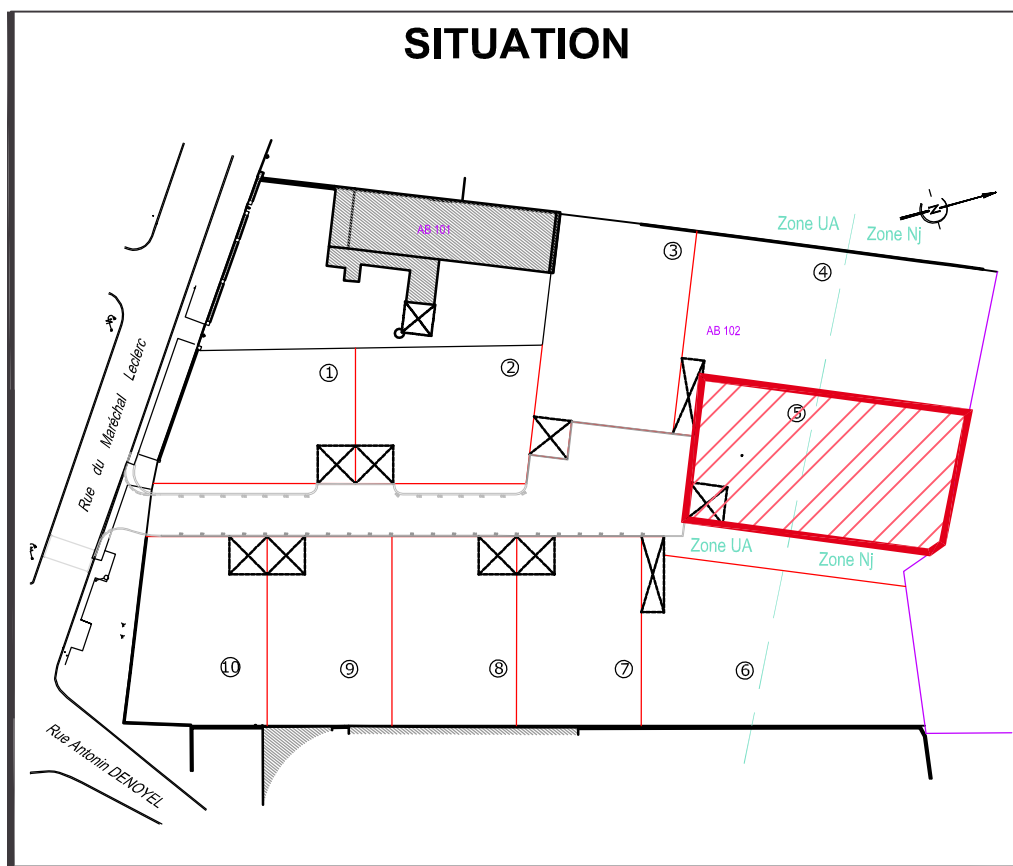 SITUATION
N
Zone UA
Zone Nj
AB 101
③
④
AB 102
Rue du Maréchal Leclerc
①
②
⑤
Zone UA
Zone Nj
⑩
⑨
⑧
⑦
⑥
Rue Antonin DENOYEL